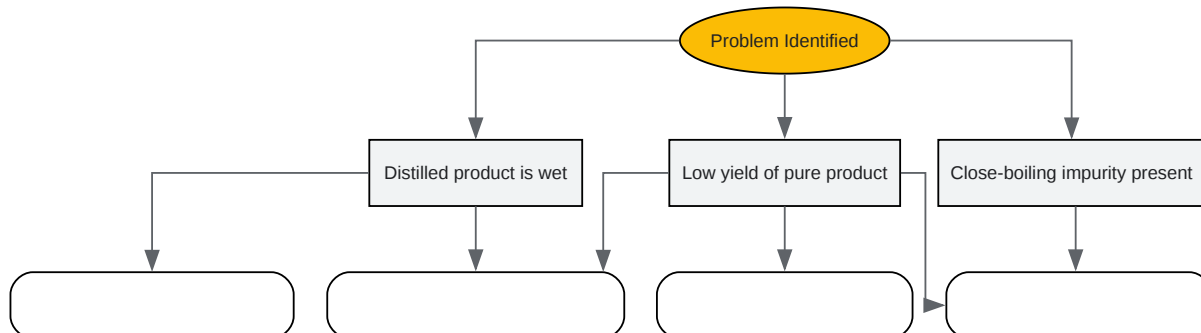 Problem Identified
Distilled product is wet
Low yield of pure product
Close-boiling impurity present